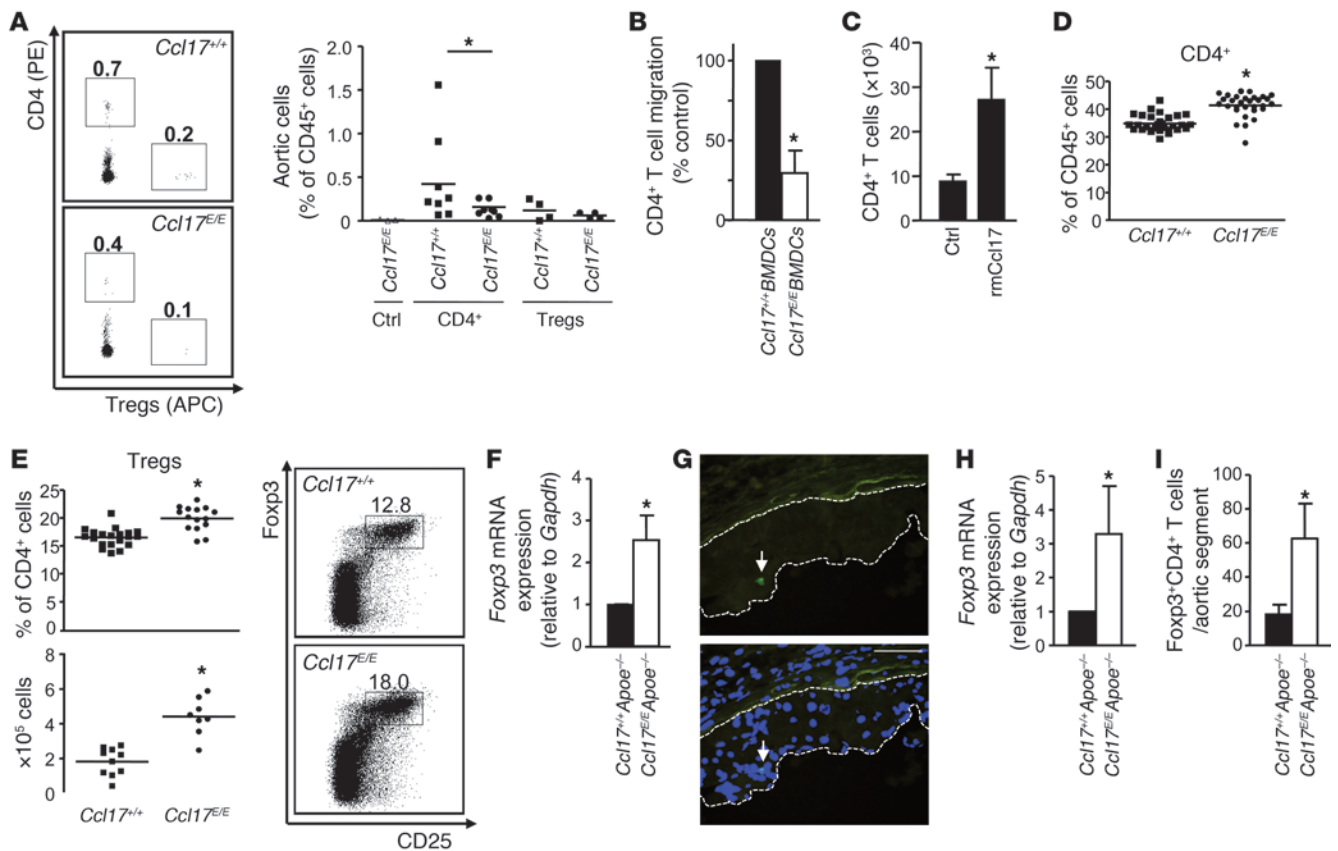 A
CD4 (PE)
Ccl17+/+
0.7
0.2
Ccl17E/E
0.4
0.1
Tregs (APC)
Aortic cells
(% of CD45+ cells)
2.0
1.5
1.0
0.5
0
*
Ccl17E/E
Ccl17+/+
Ccl17E/E
Ccl17+/+
Ccl17E/E
Ctrl
CD4+
Tregs
B
CD4+ T cell migration
(% control)
100
50
0
*
Ccl17+/+BMDCs
Ccl17E/EBMDCs
C
CD4+ T cells (×10³)
40
30
20
10
0
*
Ctrl
rmCcl17
D
CD4+
% of CD45+ cells
50
40
30
20
10
0
*
Ccl17+/+
Ccl17E/E
E
Tregs
% of CD4+ cells
25
20
15
10
5
0
*
×10⁵ cells
8
6
4
2
0
*
Ccl17+/+
Ccl17E/E
Foxp3
Ccl17+/+
12.8
Ccl17E/E
18.0
CD25
F
Foxp3 mRNA
expression
(relative to Gapdh)
4
3
2
1
0
*
Ccl17+/+Apoe−/−
Ccl17E/EApoe−/−
G
H
Foxp3 mRNA
expression
(relative to Gapdh)
5
4
3
2
1
0
*
Ccl17+/+Apoe−/−
Ccl17E/EApoe−/−
I
Foxp3+CD4+ T cells
/aortic segment
100
80
60
40
20
0
*
Ccl17+/+Apoe−/−
Ccl17E/EApoe−/−